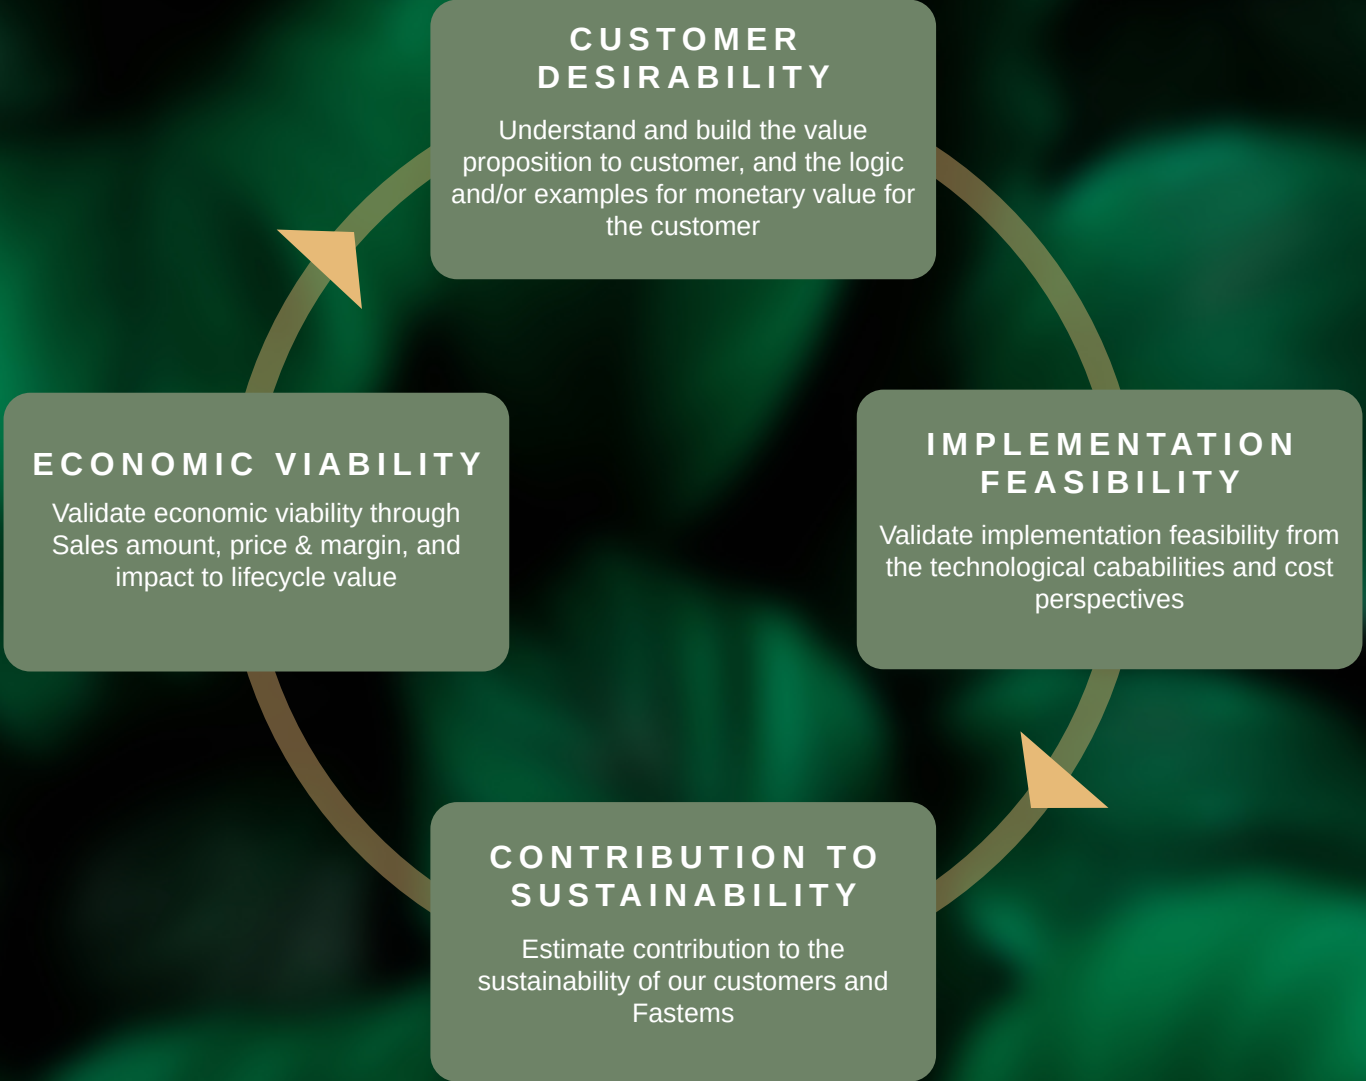 CUSTOMER
DESIRABILITY
Understand and build the value
proposition to customer, and the logic
and/or examples for monetary value for
the customer
ECONOMIC VIABILITY
Validate economic viability through
Sales amount, price & margin, and
impact to lifecycle value
IMPLEMENTATION
FEASIBILITY
Validate implementation feasibility from
the technological cababilities and cost
perspectives
CONTRIBUTION TO
SUSTAINABILITY
Estimate contribution to the
sustainability of our customers and
Fastems